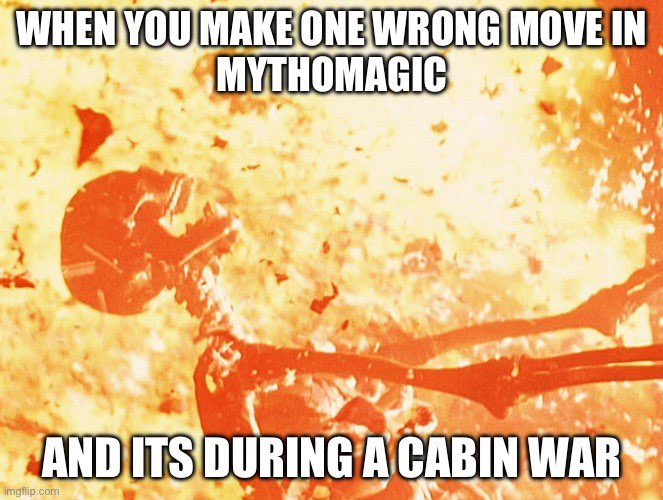 WHEN YOU MAKE ONE WRONG MOVE IN
MYTHOMAGIC
AND ITS DURING A CABIN WAR
imgflip.com